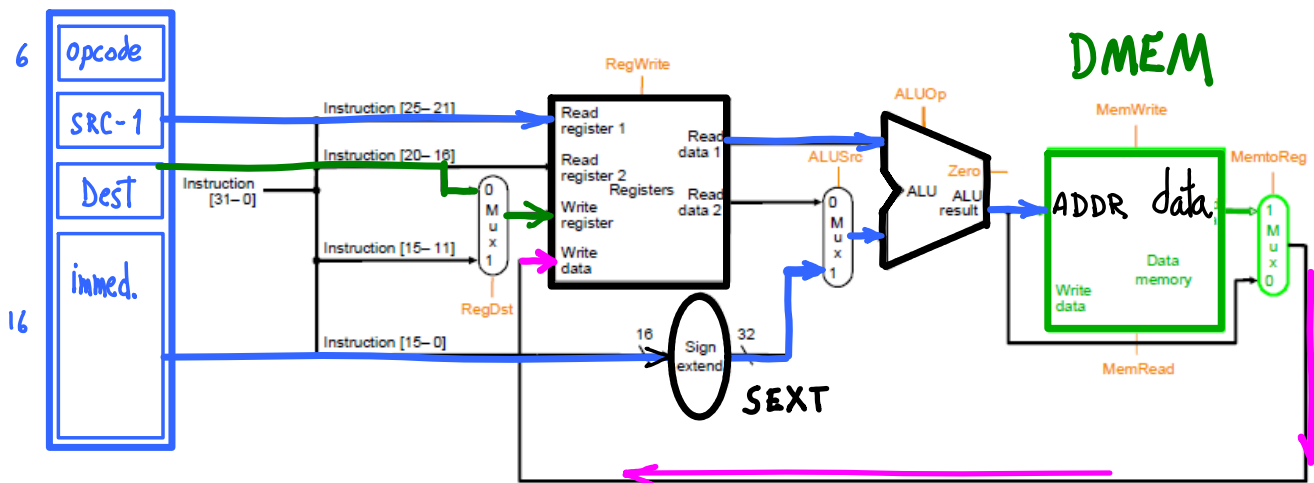 6
opcode
SRC-1
Dest
immed.
16
Instruction
[31–0]
Instruction [25–21]
Instruction [20–16]
Instruction [15–11]
Instruction [15–0]
0
M
u
x
1
RegDst
RegWrite
Read
register 1
Read
register 2
Write
register
Write
data
Registers
Read
data 1
Read
data 2
16
Sign
extend
32
SEXT
ALUSrc
0
M
u
x
1
ALUOp
ALU
Zero
ALU
result
DMEM
MemWrite
ADDR data
Data
memory
Write
data
MemRead
MemtoReg
1
M
u
x
0